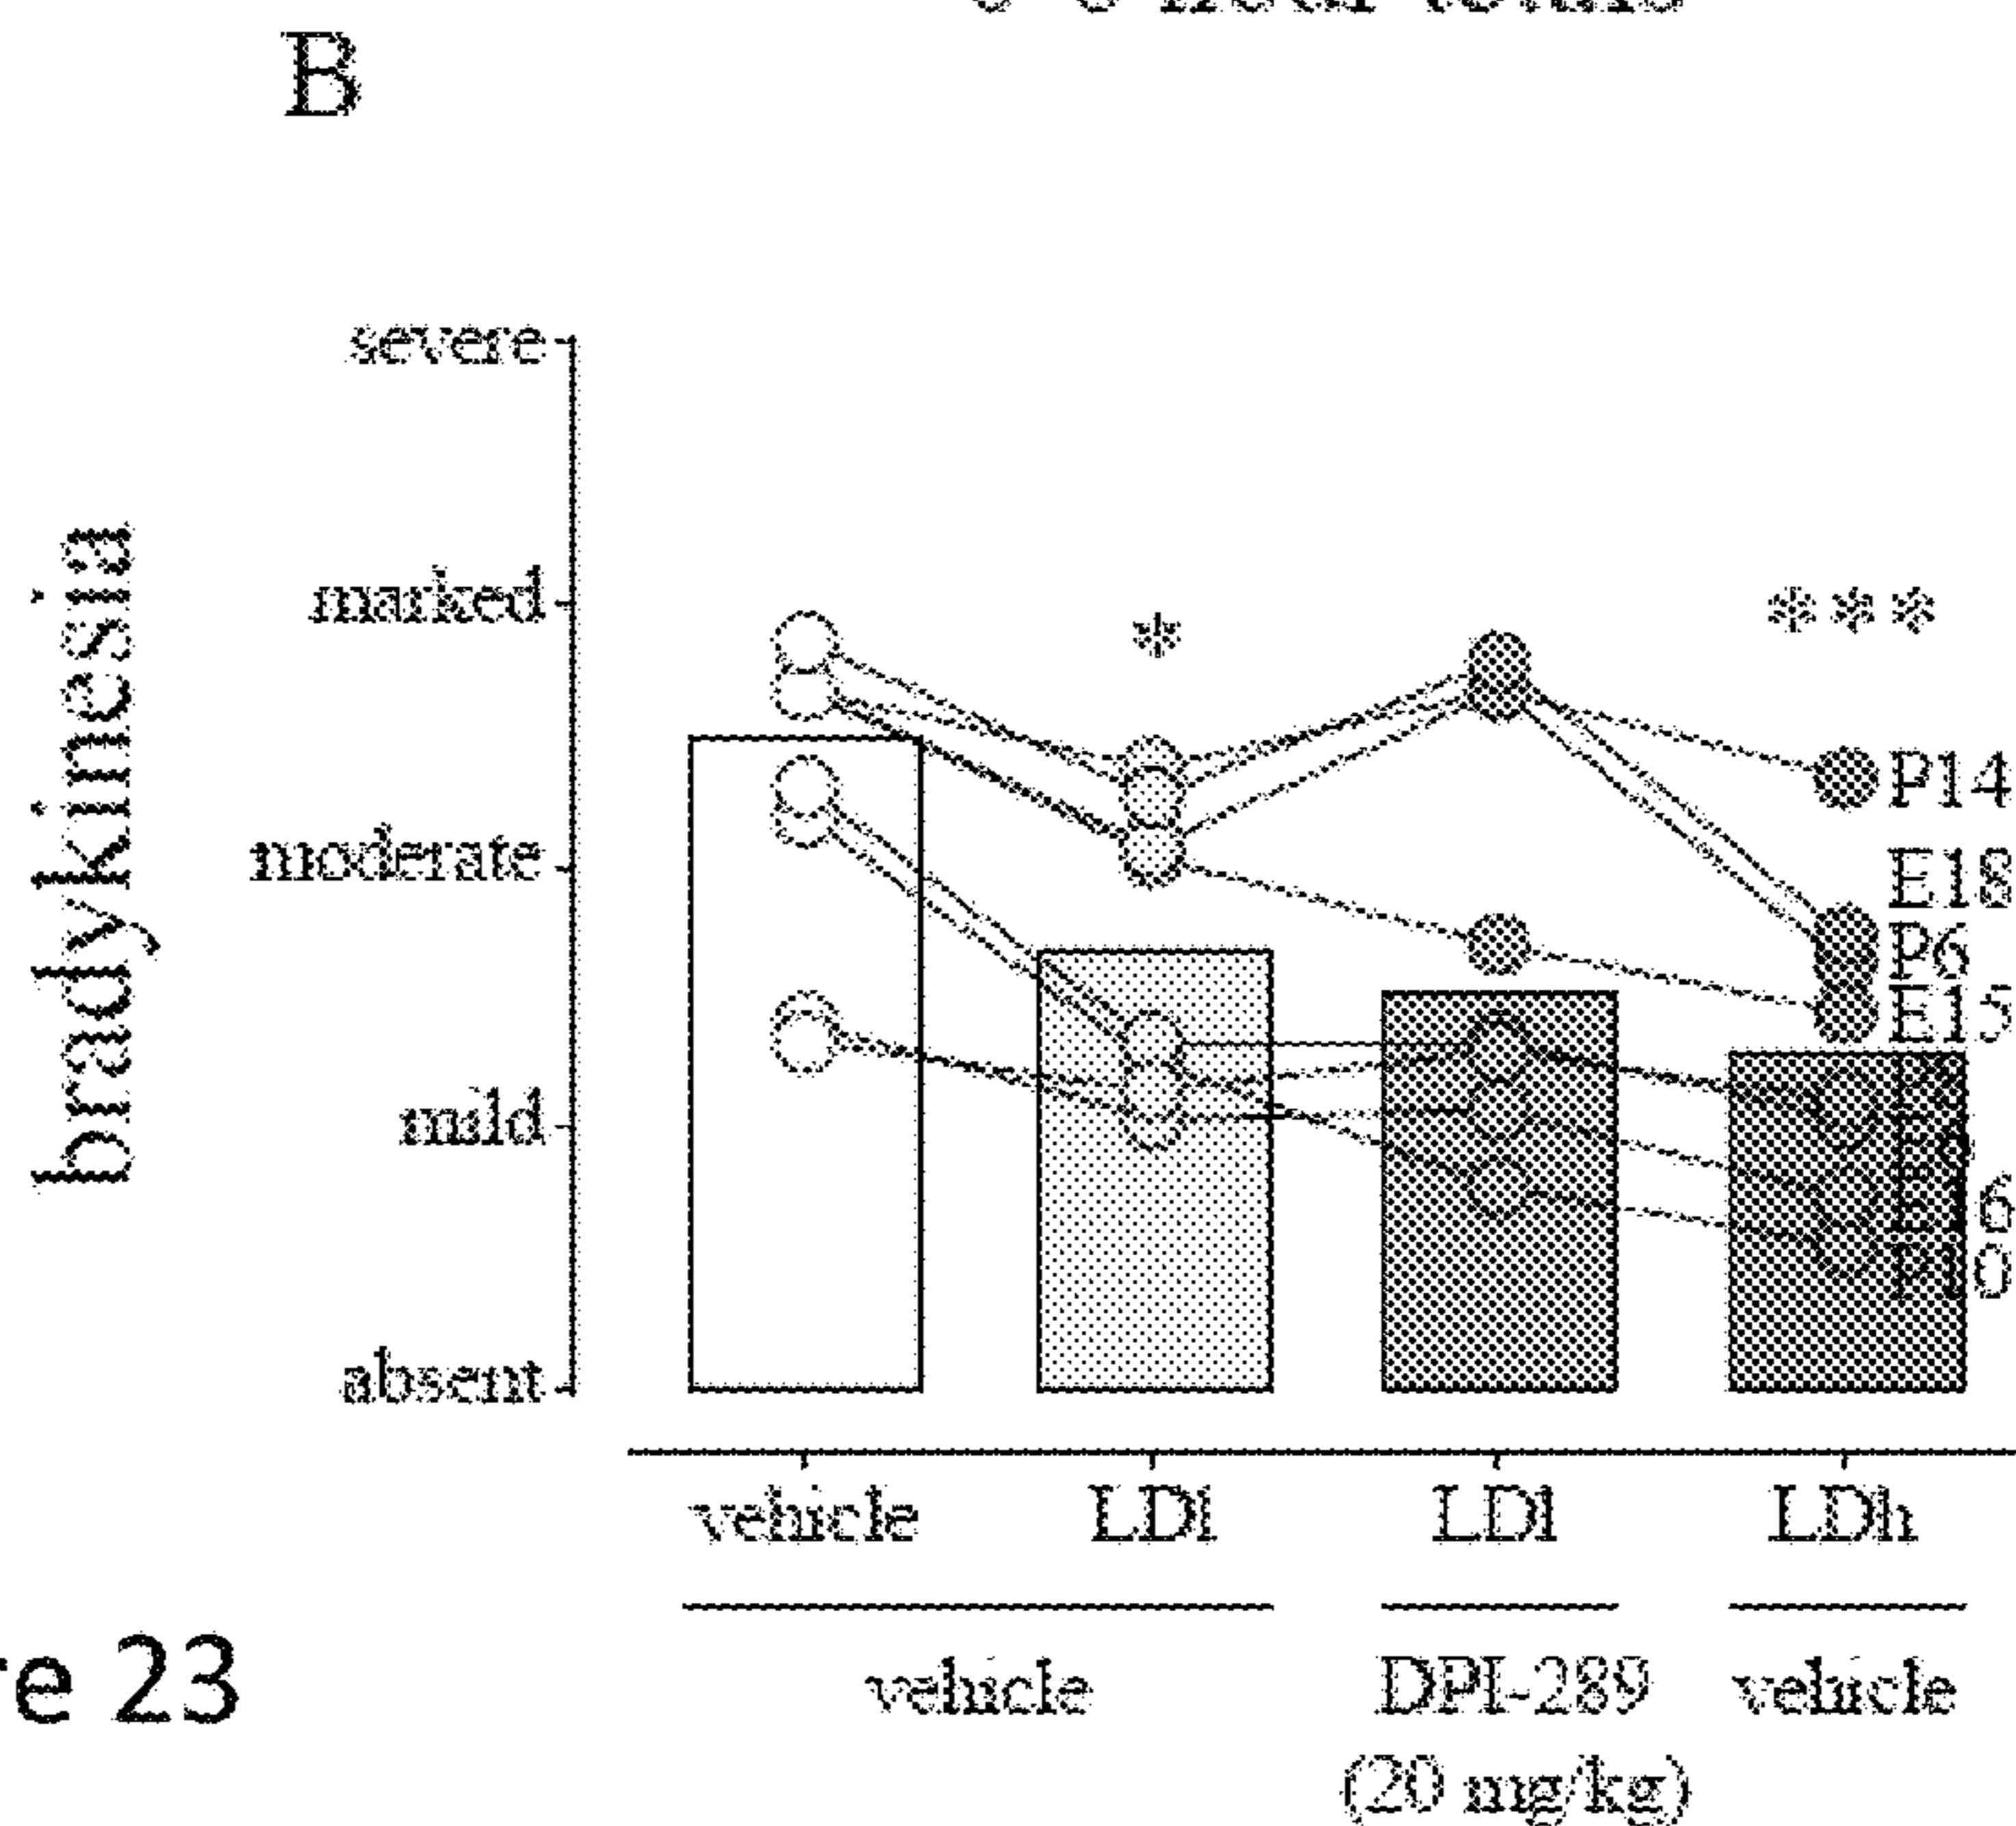 B
severe
marked
moderate
mild
absent
bradykinesia
*
***
P14
E18
P6
E15
P10
vehicle LDl LDl LDh
vehicle DPI-289 vehicle
(20 mg/kg)
re 23